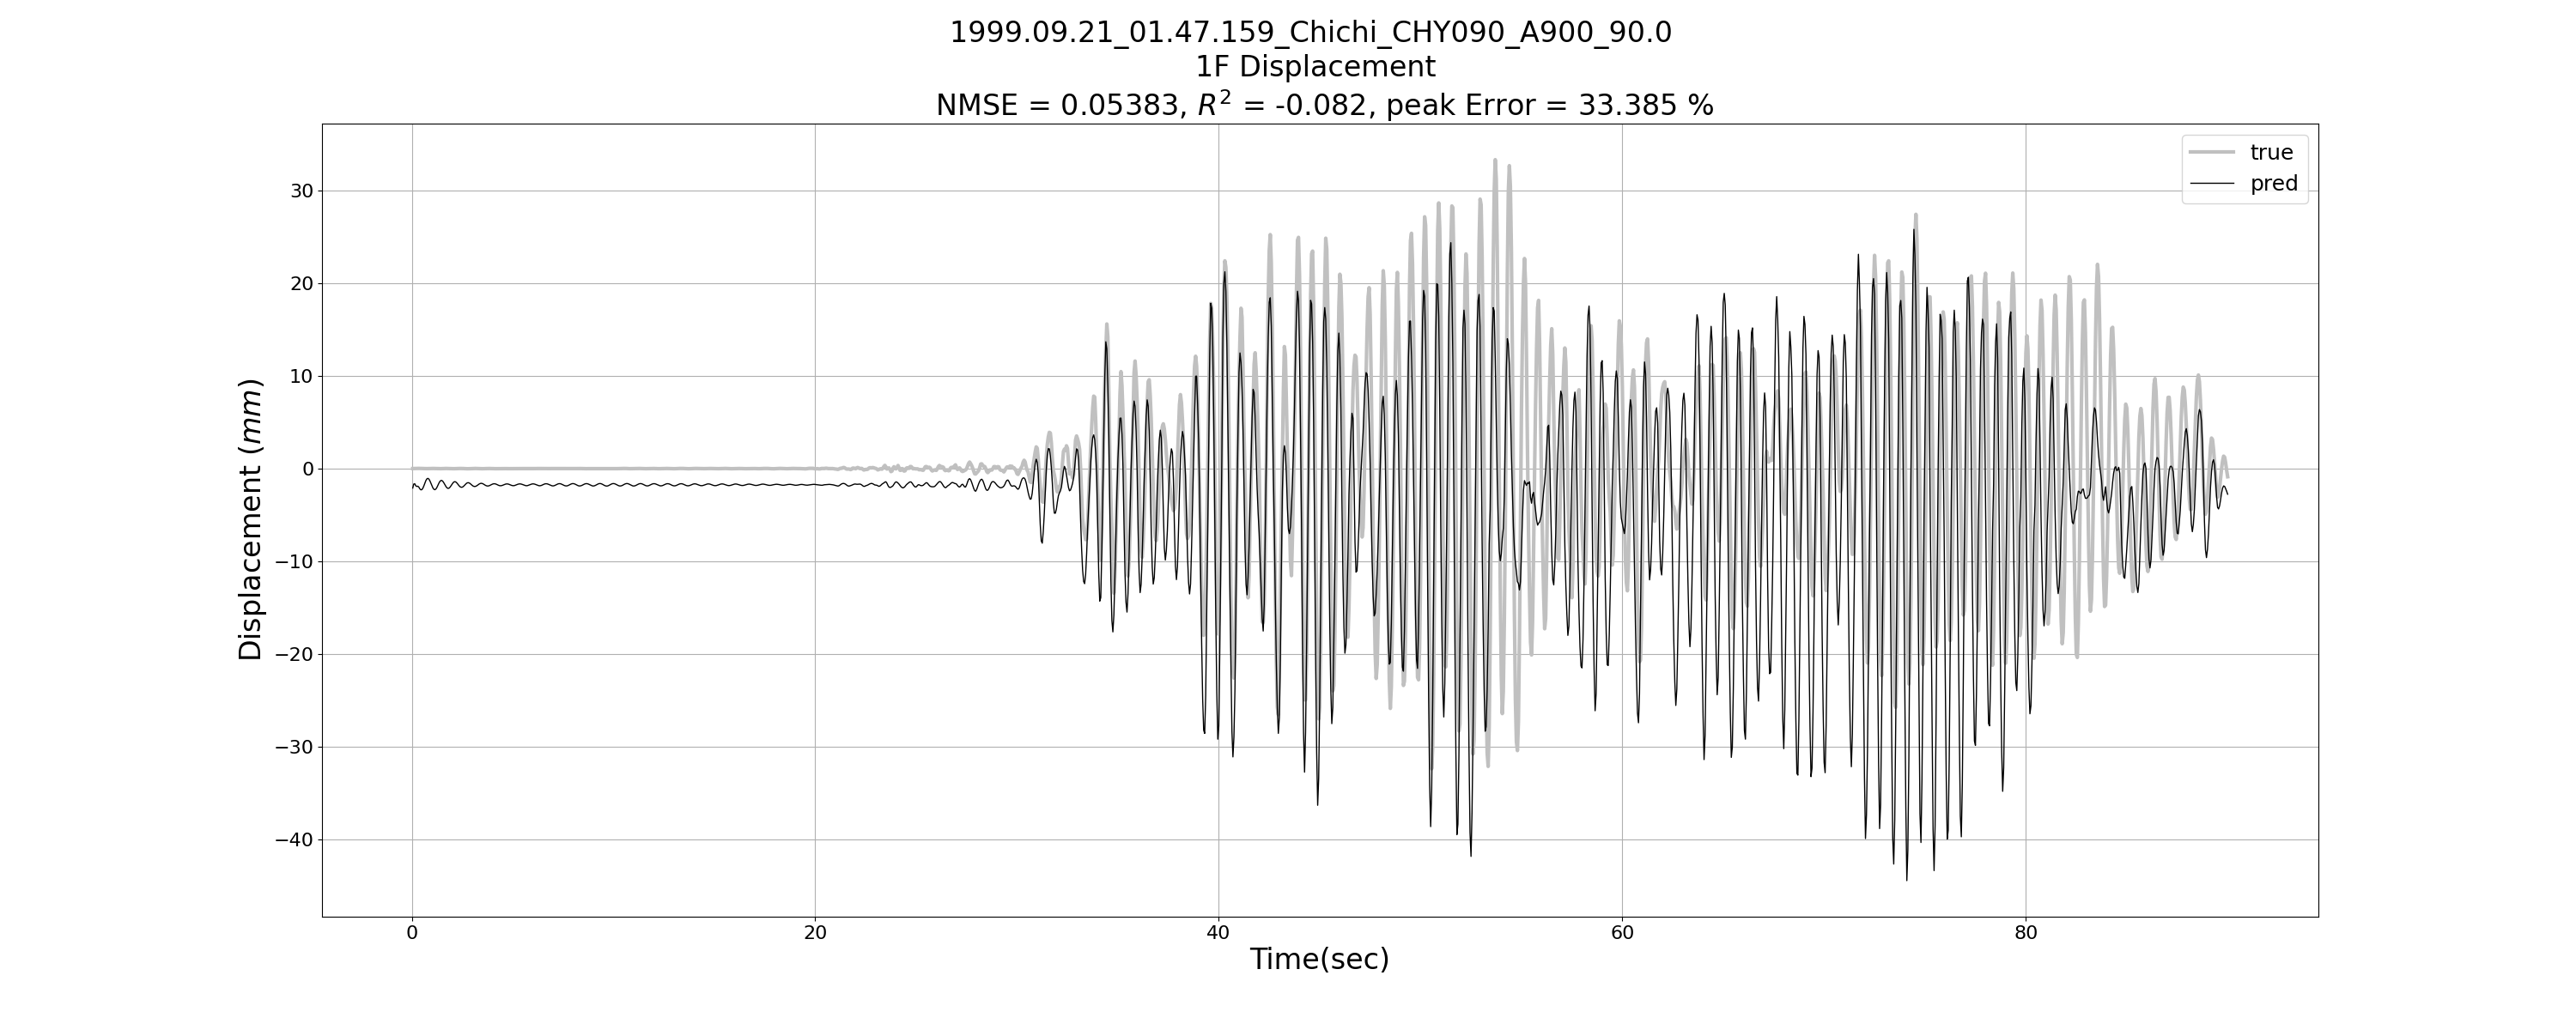 1999.09.21_01.47.159_Chichi_CHY090_A900_90.0
1F Displacement
NMSE = 0.05383, R² = -0.082, peak Error = 33.385 %
true
pred
Displacement (mm)
30
20
10
0
−10
−20
−30
−40
0 20 40 60 80
Time(sec)